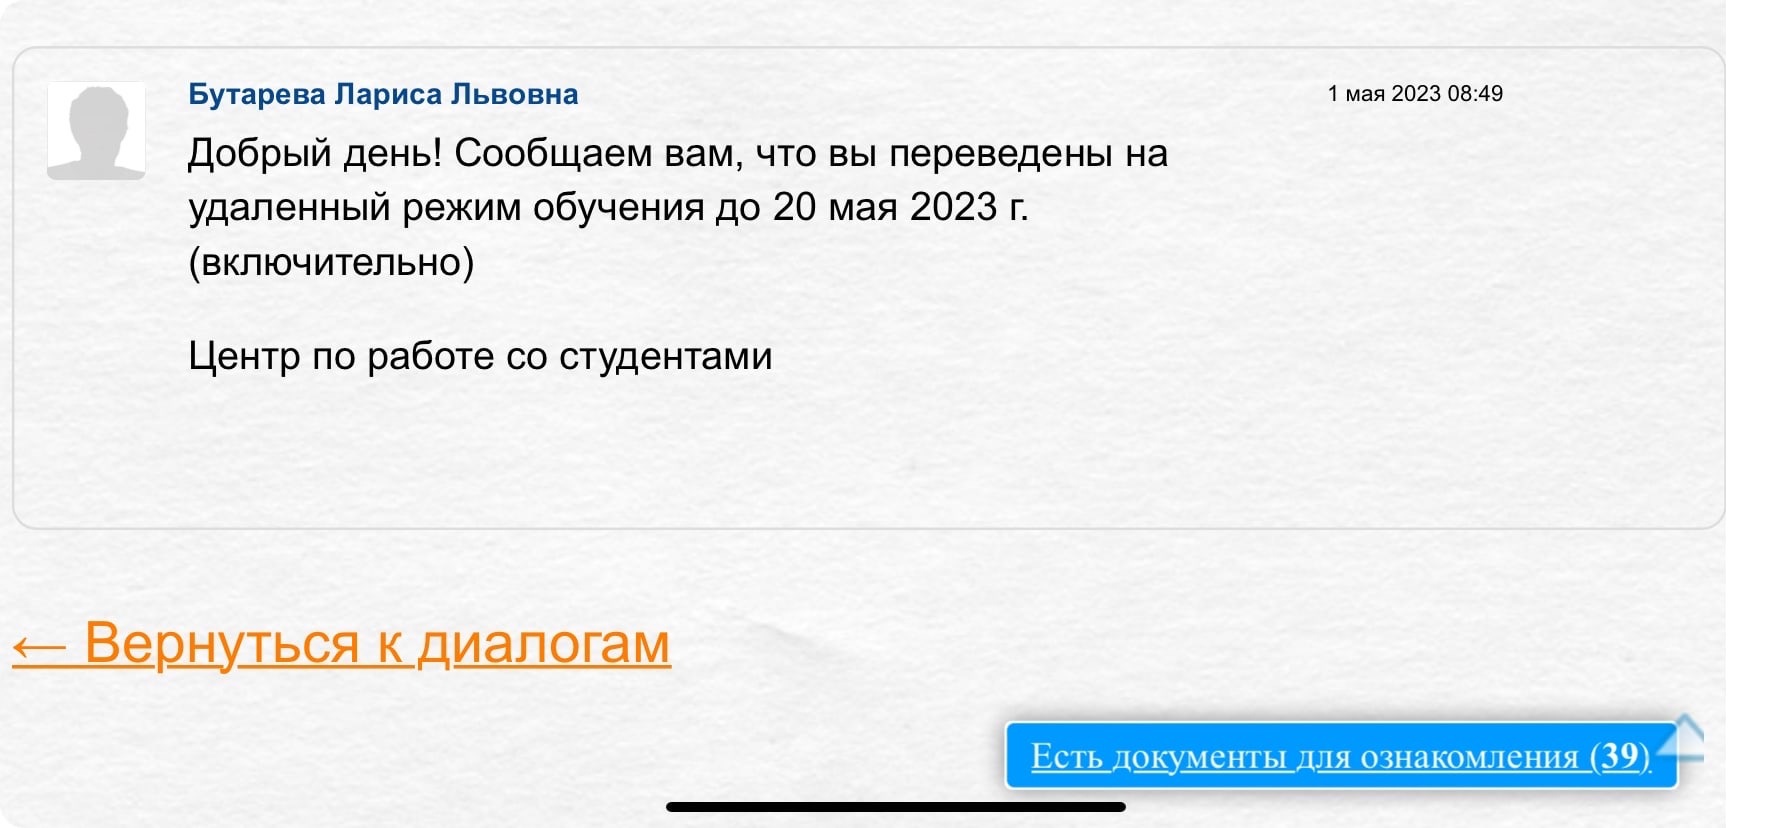 Бутарева Лариса Львовна
1 мая 2023 08:49
Добрый день! Сообщаем вам, что вы переведены на
удаленный режим обучения до 20 мая 2023 г.
(включительно)
Центр по работе со студентами
← Вернуться к диалогам
Есть документы для ознакомления (39)